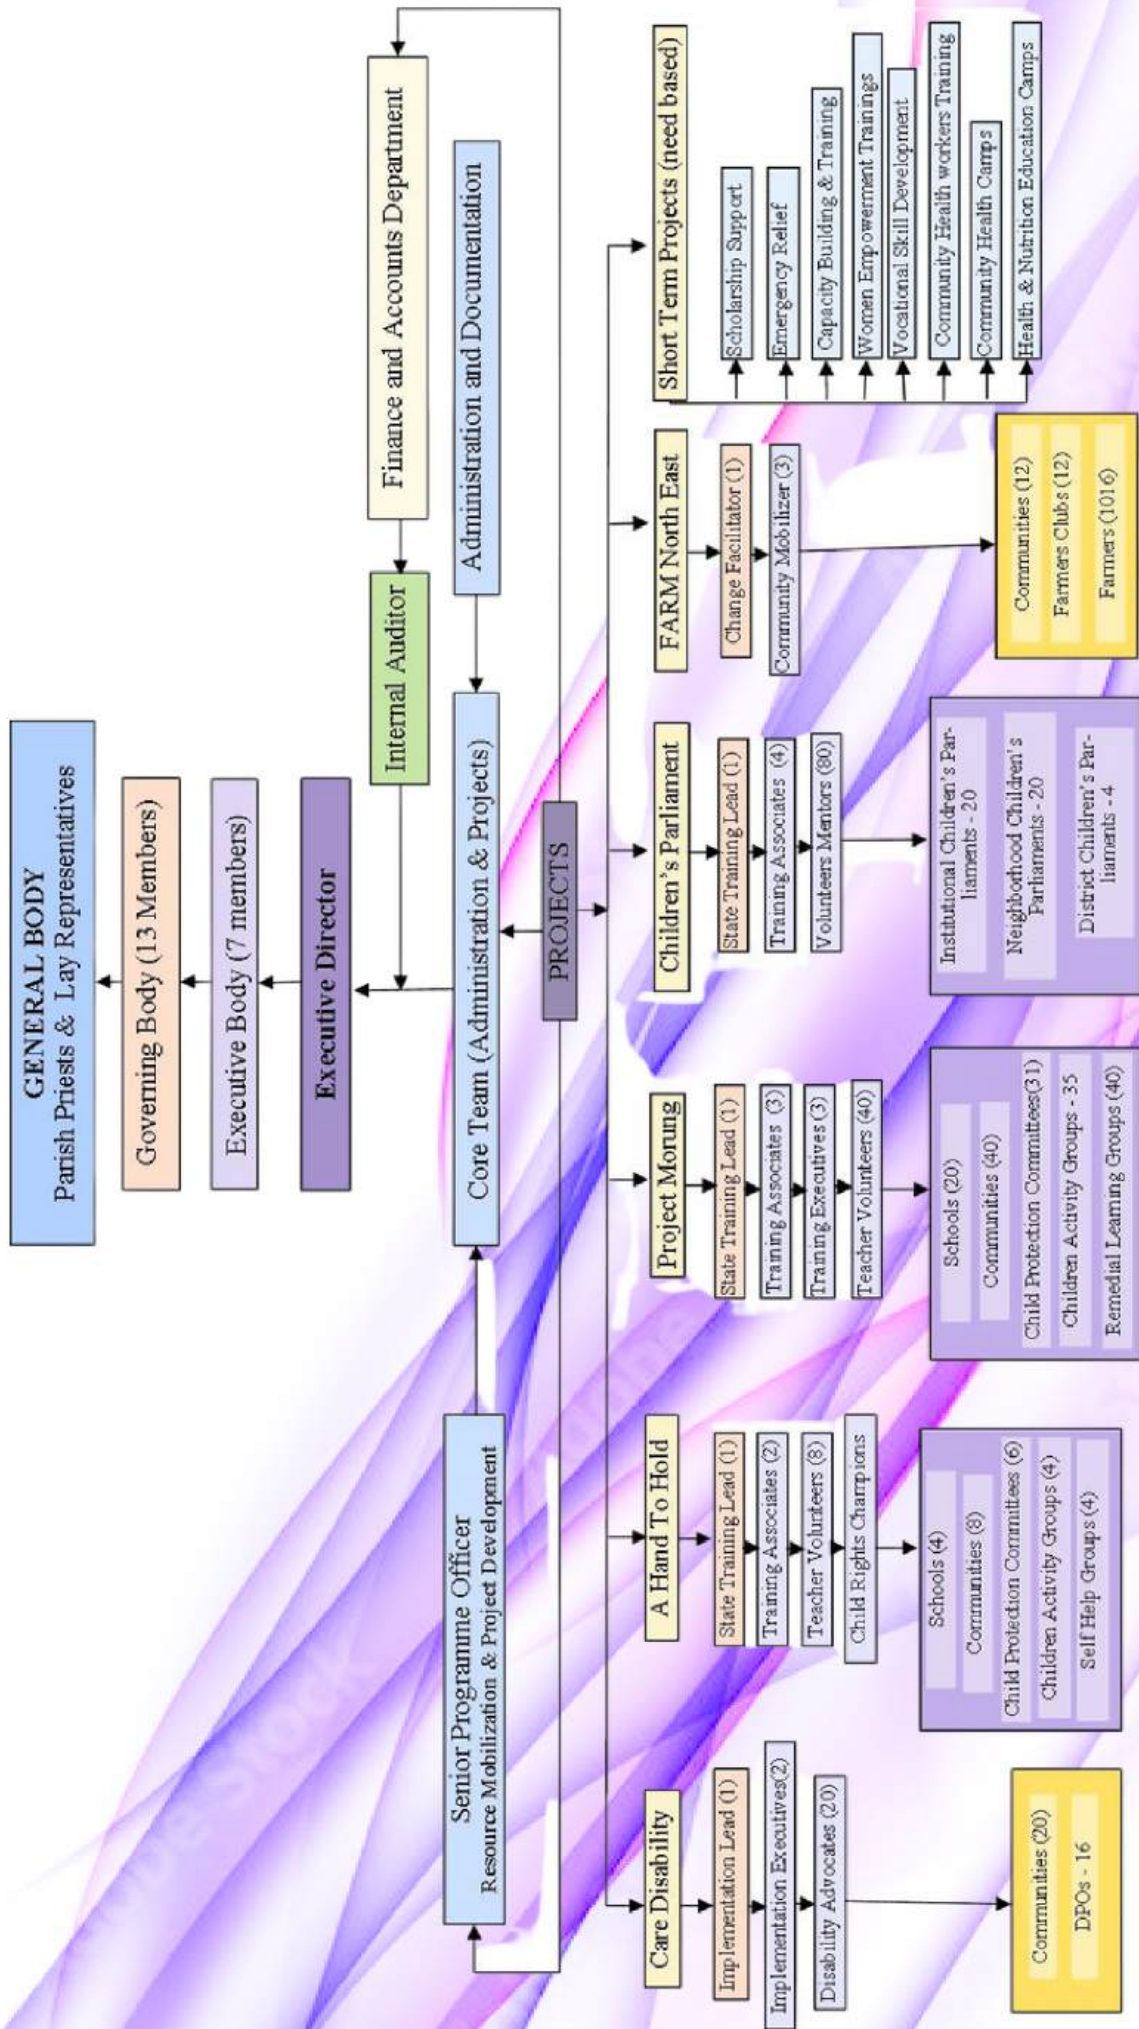 GENERAL BODY
Parish Priests & Lay Representatives
Governing Body (13 Members)
Executive Body (7 members)
Executive Director
Internal Auditor
Finance and Accounts Department
Senior Programme Officer
Resource Mobilization & Project Development
Core Team (Administration & Projects)
Administration and Documentation
PROJECTS
Care Disability
Implementation Lead (1)
Implementation Executives(2)
Disability Advocates (20)
Communities (20)
DPOs - 16
A Hand To Hold
State Training Lead (1)
Training Associates (2)
Teacher Volunteers (8)
Child Rights Champions
Schools (4)
Communities (8)
Child Protection Committees (6)
Children Activity Groups (4)
Self Help Groups (4)
Project Morung
State Training Lead (1)
Training Associates (3)
Training Executives (3)
Teacher Volunteers (40)
Schools (20)
Communities (40)
Child Protection Committees(31)
Children Activity Groups - 35
Remedial Learning Groups (40)
Children's Parliament
State Training Lead (1)
Training Associates (4)
Volunteers Mentors (80)
Institutional Children's Par-
liaments - 20
Neighborhood Children's
Parliaments - 20
District Children's Par-
liaments - 4
FARM North East
Change Facilitator (1)
Community Mobilizer (3)
Communities (12)
Farmers Clubs (12)
Farmers (1016)
Short Term Projects (need based)
Scholarship Support
Emergency Relief
Capacity Building & Training
Women Empowerment Trainings
Vocational Skill Development
Community Health workers Training
Community Health Camps
Health & Nutrition Education Camps